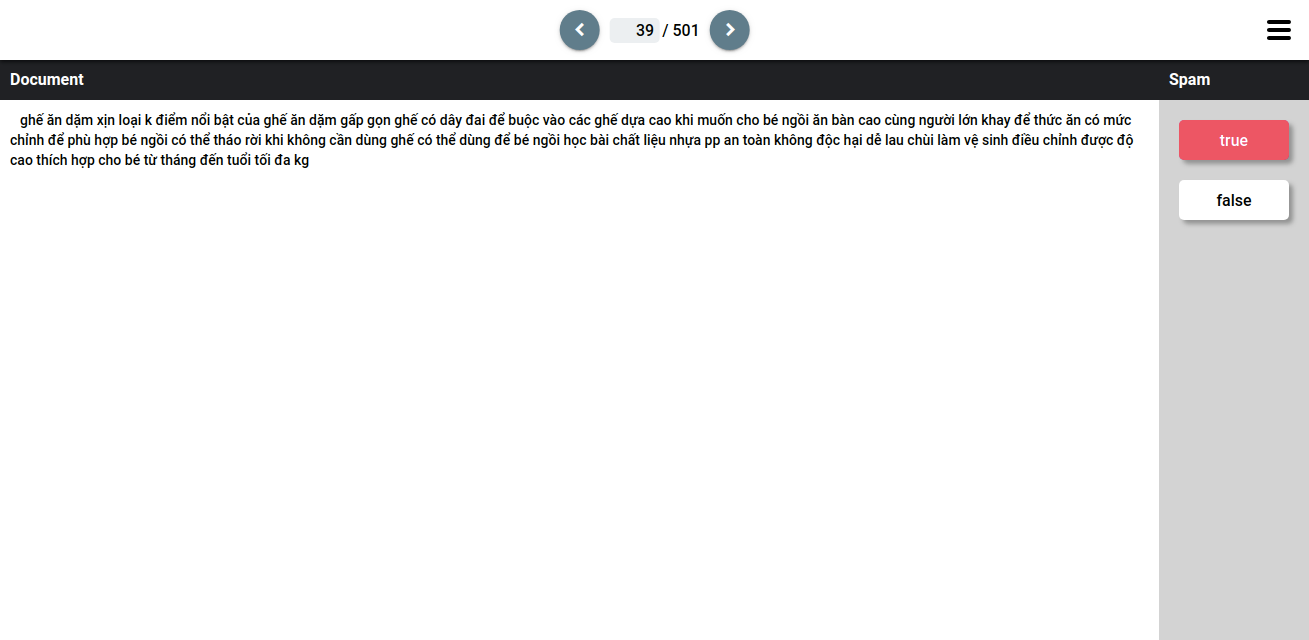 39 / 501
Document
Spam
ghế ăn dặm xịn loại k điểm nổi bật của ghế ăn dặm gấp gọn ghế có dây đai để buộc vào các ghế dựa cao khi muốn cho bé ngồi ăn bàn cao cùng người lớn khay để thức ăn có mức
chỉnh để phù hợp bé ngồi có thể tháo rời khi không cần dùng ghế có thể dùng để bé ngồi học bài chất liệu nhựa pp an toàn không độc hại dễ lau chùi làm vệ sinh điều chỉnh được độ
cao thích hợp cho bé từ tháng đến tuổi tối đa kg
true
false